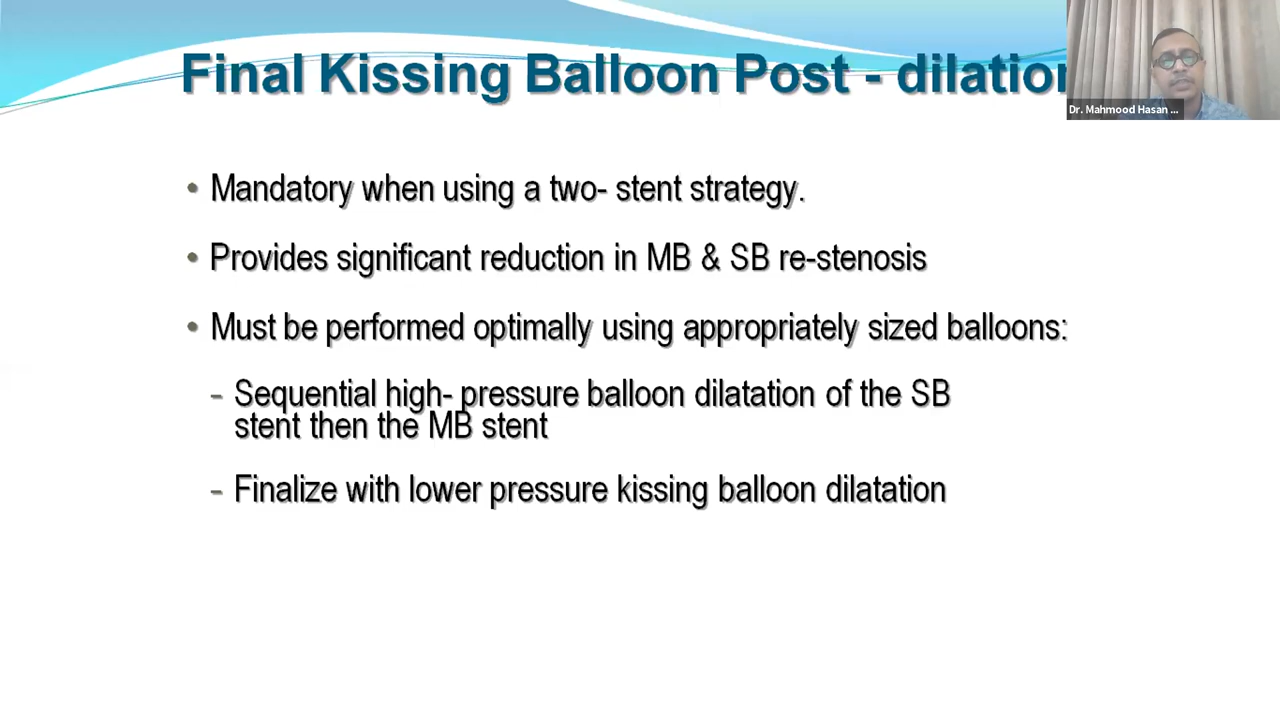 Final Kissing Balloon Post - dilation
Dr. Mahmood Hasan ...
• Mandatory when using a two- stent strategy.
• Provides significant reduction in MB & SB re-stenosis
• Must be performed optimally using appropriately sized balloons:
- Sequential high- pressure balloon dilatation of the SB
stent then the MB stent
- Finalize with lower pressure kissing balloon dilatation